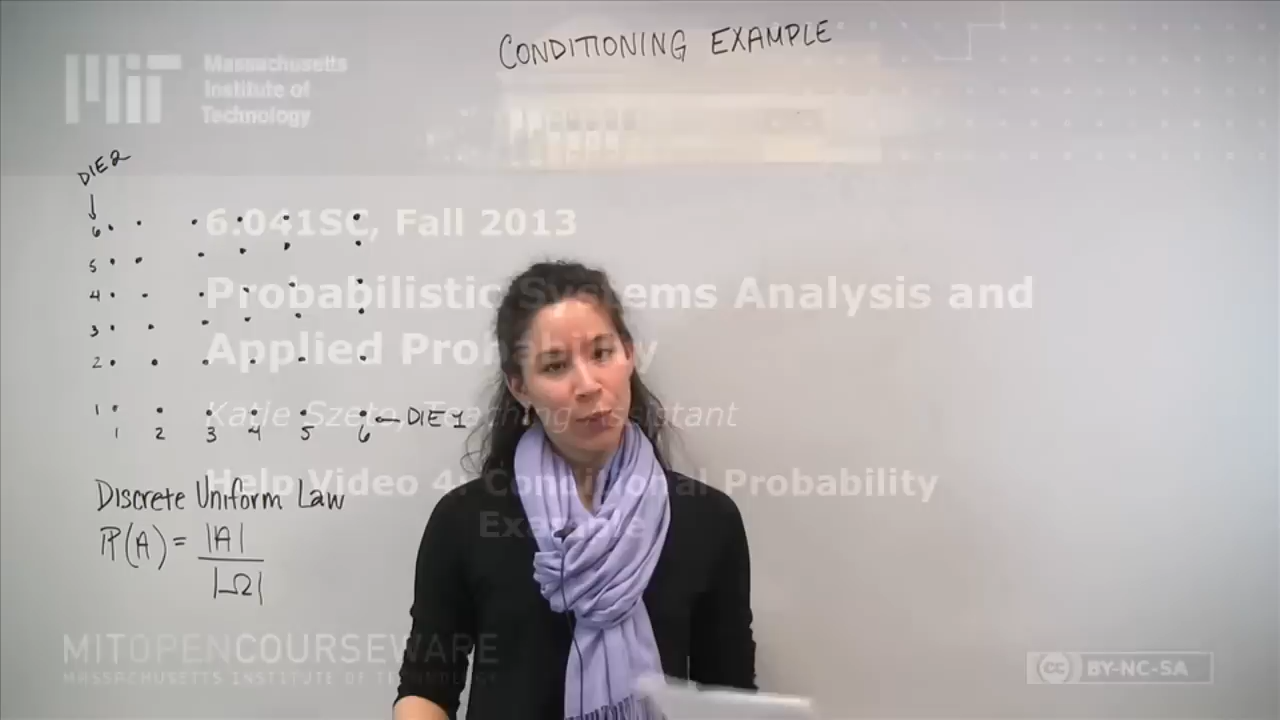 CONDITIONING EXAMPLE
MIT Massachusetts
Institute of
Technology
DIE 2
6
5
4
3
2
1
1 2 3 4 5 6 ← DIE 1
6.041SC, Fall 2013
Probabilistic Systems Analysis and
Applied Probability
Katie Szeto, Teaching Assistant
Help Video 4: Conditional Probability
Example
Discrete Uniform Law
P(A) = |A| / |Ω|
MITOPENCOURSEWARE
MASSACHUSETTS INSTITUTE OF TECHNOLOGY
cc BY-NC-SA